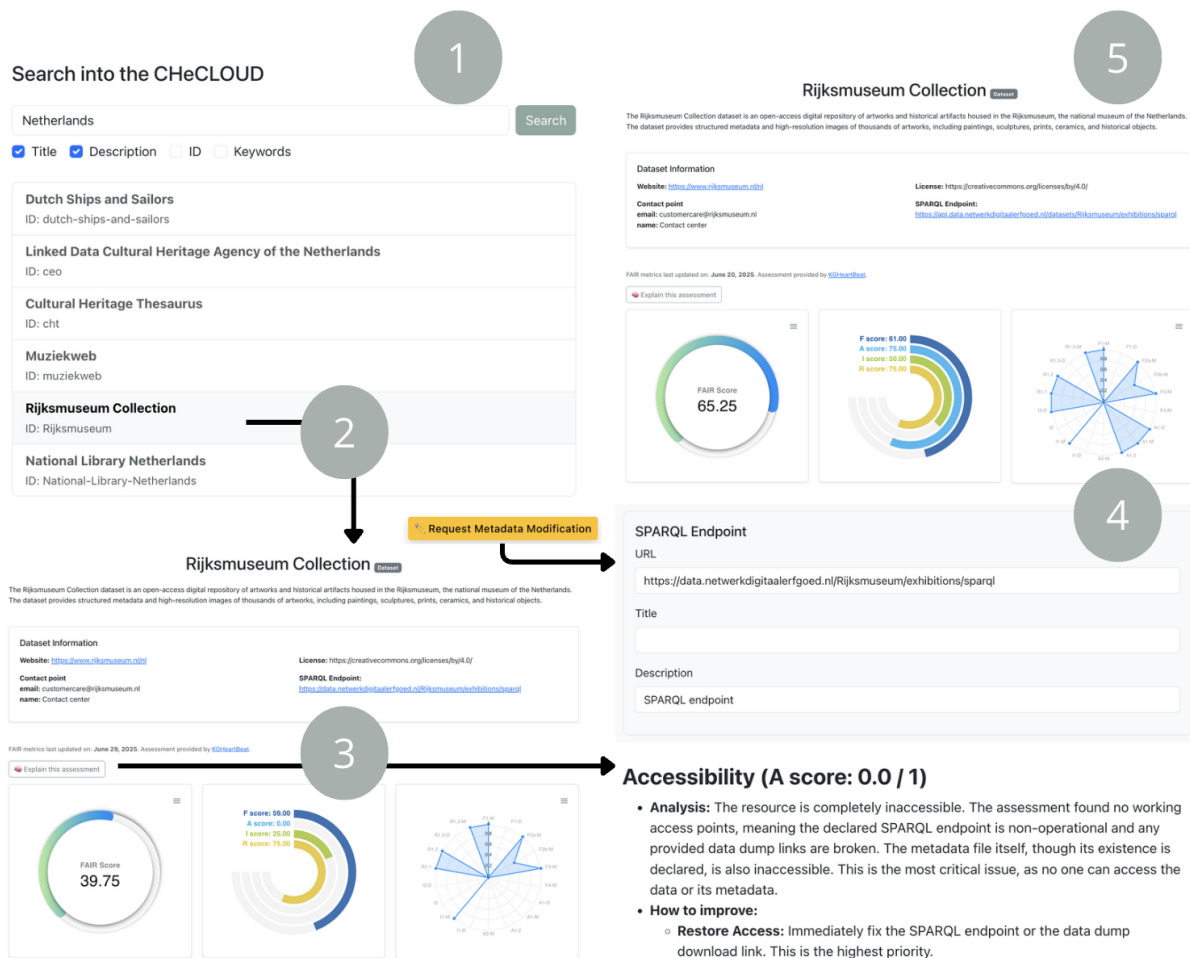 1
Search into the CHeCLOUD
Netherlands
Search
Title Description ID Keywords
Dutch Ships and Sailors
ID: dutch-ships-and-sailors
Linked Data Cultural Heritage Agency of the Netherlands
ID: ceo
Cultural Heritage Thesaurus
ID: cht
Muziekweb
ID: muziekweb
Rijksmuseum Collection
ID: Rijksmuseum
National Library Netherlands
ID: National-Library-Netherlands
2
Request Metadata Modification
Rijksmuseum Collection Dataset
The Rijksmuseum Collection dataset is an open-access digital repository of artworks and historical artifacts housed in the Rijksmuseum, the national museum of the Netherlands.
The dataset provides structured metadata and high-resolution images of thousands of artworks, including paintings, sculptures, prints, ceramics, and historical objects.
Dataset Information
Website: https://www.rijksmuseum.nl/nl
Contact point
email: customercare@rijksmuseum.nl
name: Contact center
License: https://creativecommons.org/licenses/by/4.0/
SPARQL Endpoint:
https://data.netwerkdigitaalerfgoed.nl/Rijksmuseum/exhibitions/sparql
3
FAIR metrics last updated on: June 20, 2025. Assessment provided by KGHeartBeat.
Explain this assessment
FAIR Score
39.75
F score: 59.00
A score: 0.00
I score: 25.00
R score: 75.00
5
Rijksmuseum Collection Dataset
The Rijksmuseum Collection dataset is an open-access digital repository of artworks and historical artifacts housed in the Rijksmuseum, the national museum of the Netherlands.
The dataset provides structured metadata and high-resolution images of thousands of artworks, including paintings, sculptures, prints, ceramics, and historical objects.
Dataset Information
Website: https://www.rijksmuseum.nl/nl
Contact point
email: customercare@rijksmuseum.nl
name: Contact center
License: https://creativecommons.org/licenses/by/4.0/
SPARQL Endpoint:
https://api.data.netwerkdigitaalerfgoed.nl/datasets/Rijksmuseum/exhibitions/sparql
FAIR metrics last updated on: June 20, 2025. Assessment provided by KGHeartBeat.
Explain this assessment
FAIR Score
65.25
F score: 61.00
A score: 75.00
I score: 50.00
R score: 75.00
4
SPARQL Endpoint
URL
https://data.netwerkdigitaalerfgoed.nl/Rijksmuseum/exhibitions/sparql
Title
Description
SPARQL endpoint
Accessibility (A score: 0.0 / 1)
• Analysis: The resource is completely inaccessible. The assessment found no working
access points, meaning the declared SPARQL endpoint is non-operational and any
provided data dump links are broken. The metadata file itself, though its existence is
declared, is also inaccessible. This is the most critical issue, as no one can access the
data or its metadata.
• How to improve:
◦ Restore Access: Immediately fix the SPARQL endpoint or the data dump
download link. This is the highest priority.